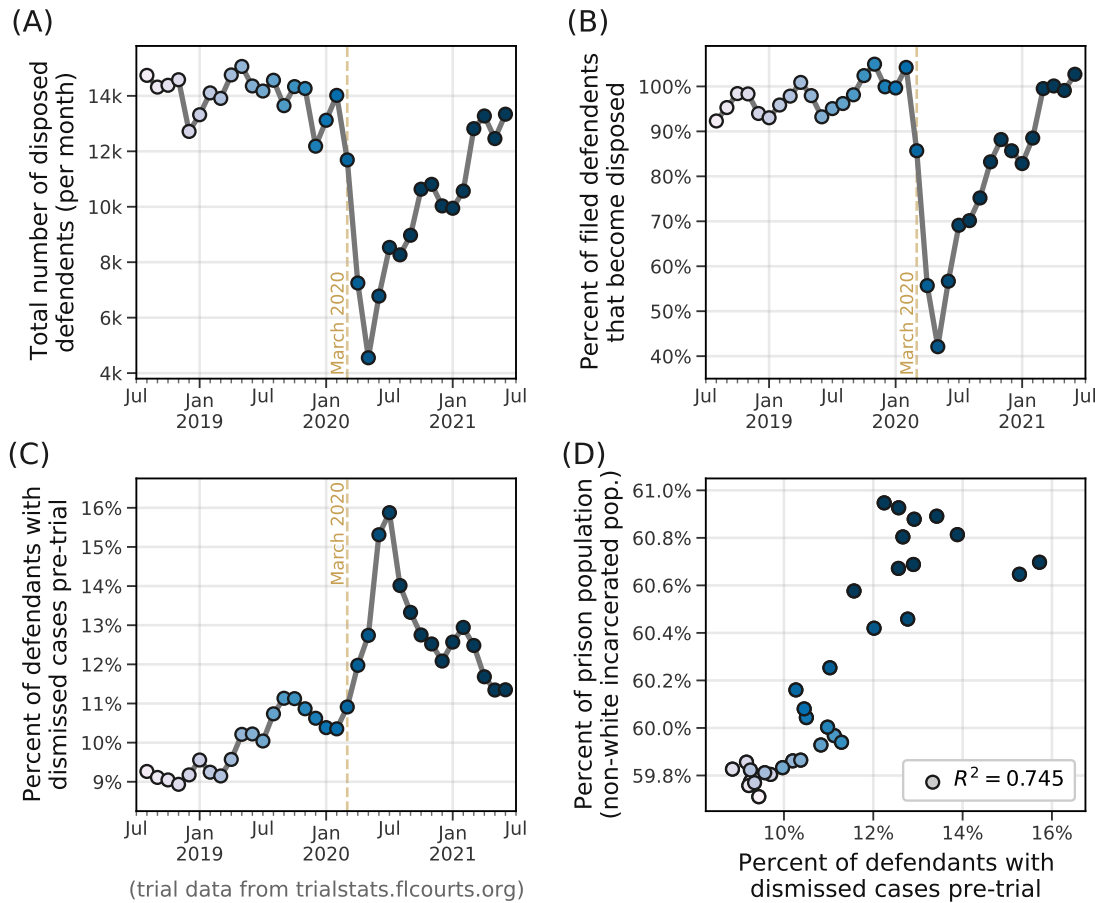 (A)
Total number of disposed
defendents (per month)
14k
12k
10k
8k
6k
4k
March 2020
Jul
Jan
2019
Jul
Jan
2020
Jul
Jan
2021
Jul
(B)
Percent of filed defendents
that become disposed
100%
90%
80%
70%
60%
50%
40%
March 2020
Jul
Jan
2019
Jul
Jan
2020
Jul
Jan
2021
Jul
(C)
Percent of defendants with
dismissed cases pre-trial
16%
15%
14%
13%
12%
11%
10%
9%
March 2020
Jul
Jan
2019
Jul
Jan
2020
Jul
Jan
2021
Jul
(trial data from trialstats.flcourts.org)
(D)
Percent of prison population
(non-white incarcerated pop.)
61.0%
60.8%
60.6%
60.4%
60.2%
60.0%
59.8%
R² = 0.745
10%
12%
14%
16%
Percent of defendants with
dismissed cases pre-trial